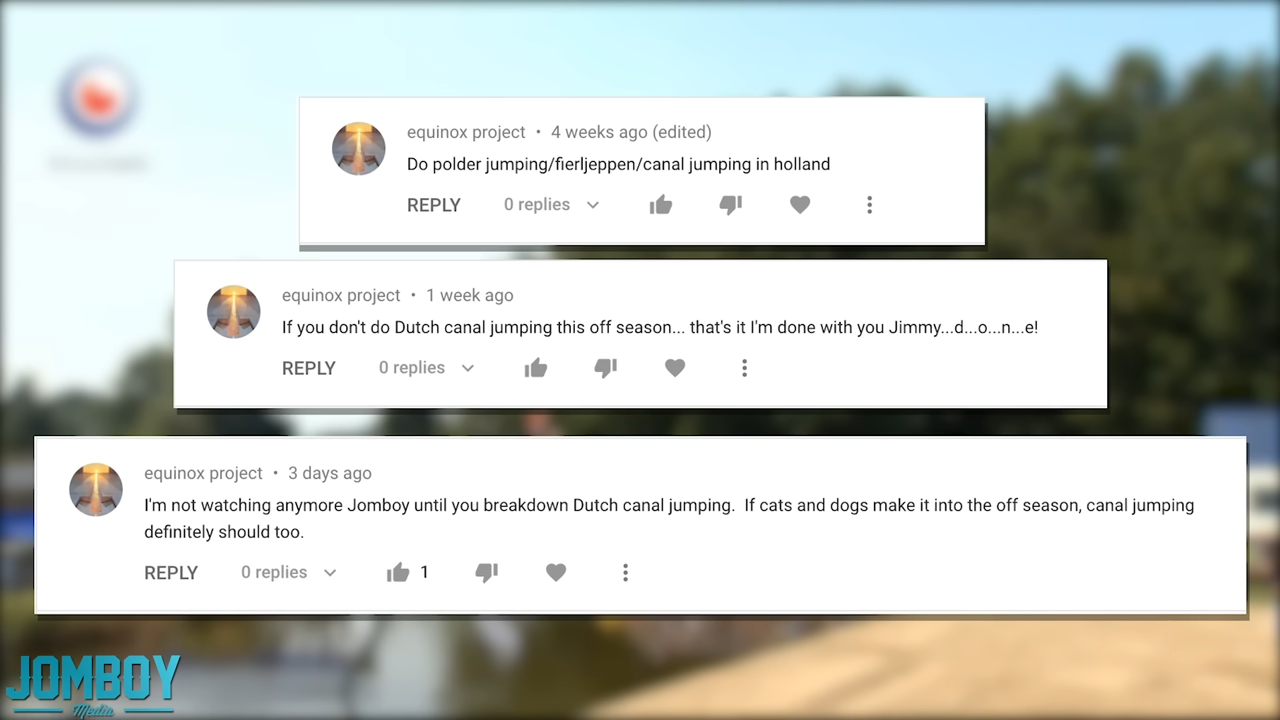 equinox project • 4 weeks ago (edited)
Do polder jumping/fierljeppen/canal jumping in holland
REPLY 0 replies
equinox project • 1 week ago
If you don't do Dutch canal jumping this off season... that's it I'm done with you Jimmy...d...o...n...e!
REPLY 0 replies
equinox project • 3 days ago
I'm not watching anymore Jomboy until you breakdown Dutch canal jumping.  If cats and dogs make it into the off season, canal jumping
definitely should too.
REPLY 0 replies 1
JOMBOY
Media